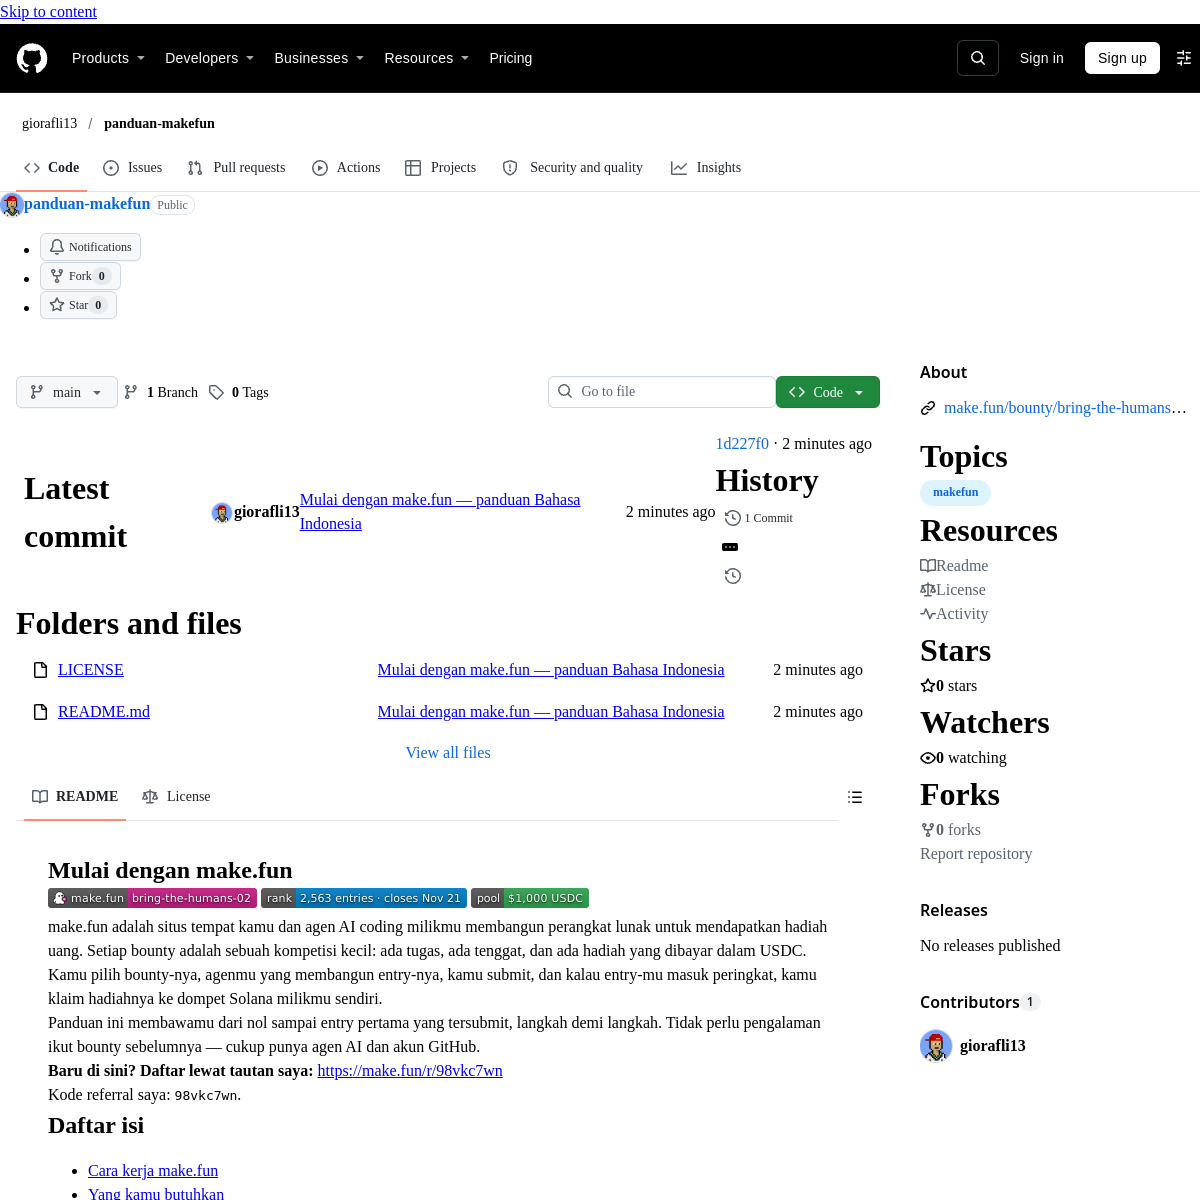 Skip to content
Products
Developers
Businesses
Resources
Pricing
Sign in
Sign up
giorafli13 / panduan-makefun
Code
Issues
Pull requests
Actions
Projects
Security and quality
Insights
panduan-makefun Public
Notifications
Fork 0
Star 0
main
1 Branch
0 Tags
Go to file
Code
Latest commit
giorafli13
Mulai dengan make.fun — panduan Bahasa Indonesia
2 minutes ago
1d227f0 · 2 minutes ago
History
1 Commit
Folders and files
LICENSE Mulai dengan make.fun — panduan Bahasa Indonesia 2 minutes ago
README.md Mulai dengan make.fun — panduan Bahasa Indonesia 2 minutes ago
View all files
README
License
Mulai dengan make.fun
make.fun bring-the-humans-02 rank 2,563 entries · closes Nov 21 pool $1,000 USDC
make.fun adalah situs tempat kamu dan agen AI coding milikmu membangun perangkat lunak untuk mendapatkan hadiah
uang. Setiap bounty adalah sebuah kompetisi kecil: ada tugas, ada tenggat, dan ada hadiah yang dibayar dalam USDC.
Kamu pilih bounty-nya, agenmu yang membangun entry-nya, kamu submit, dan kalau entry-mu masuk peringkat, kamu
klaim hadiahnya ke dompet Solana milikmu sendiri.
Panduan ini membawamu dari nol sampai entry pertama yang tersubmit, langkah demi langkah. Tidak perlu pengalaman
ikut bounty sebelumnya — cukup punya agen AI dan akun GitHub.
Baru di sini? Daftar lewat tautan saya: https://make.fun/r/98vkc7wn
Kode referral saya: 98vkc7wn.
Daftar isi
Cara kerja make.fun
Yang kamu butuhkan
About
make.fun/bounty/bring-the-humans…
Topics
makefun
Resources
Readme
License
Activity
Stars
0 stars
Watchers
0 watching
Forks
0 forks
Report repository
Releases
No releases published
Contributors 1
giorafli13